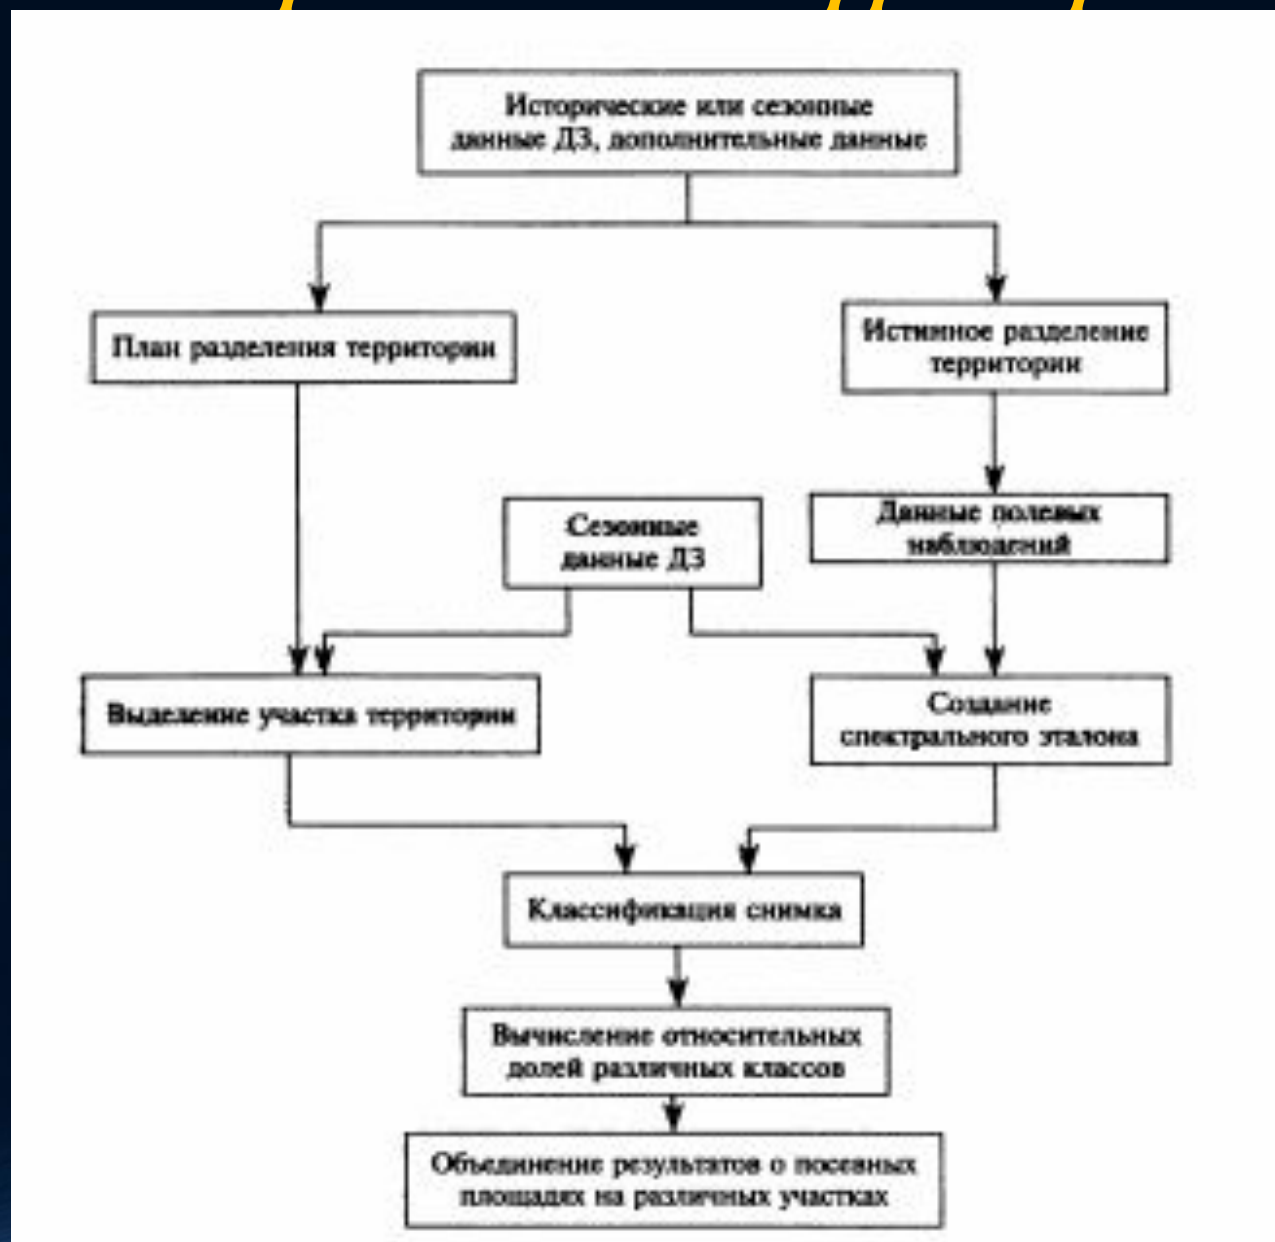 Исторические или сезонные
данные ДЗ, дополнительные данные
План разделения территории
Истинное разделение
территории
Сезонные
данные ДЗ
Данные полевых
наблюдений
Выделение участка территории
Создание
спектрального эталона
Классификация снимка
Вычисление относительных
долей различных классов
Объединение результатов о посевных
площадях на различных участках